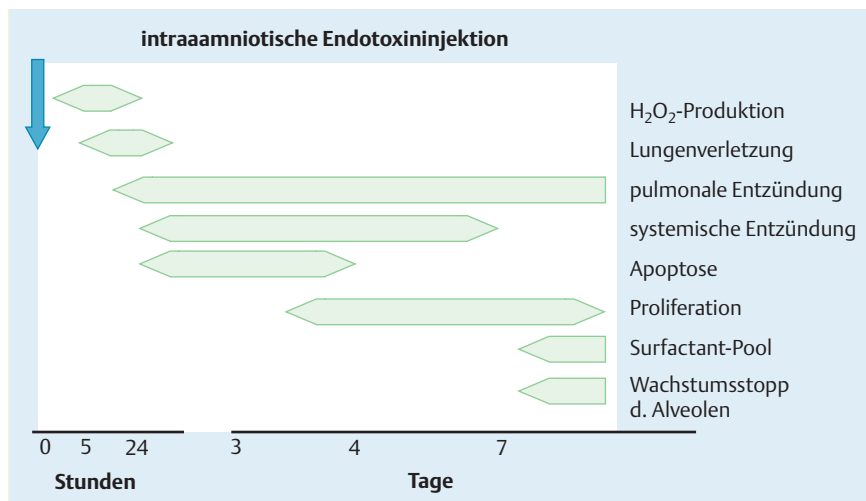 intraaamniotische Endotoxininjektion
H₂O₂-Produktion
Lungenverletzung
pulmonale Entzündung
systemische Entzündung
Apoptose
Proliferation
Surfactant-Pool
Wachstumsstopp
d. Alveolen
0 5 24 3 4 7
Stunden Tage